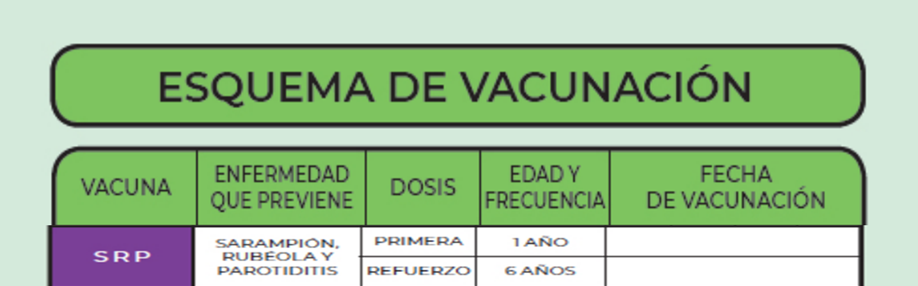 ESQUEMA DE VACUNACIÓN
VACUNA
ENFERMEDAD
QUE PREVIENE
DOSIS
EDAD Y
FRECUENCIA
FECHA
DE VACUNACIÓN
SRP
SARAMPIÓN,
RUBÉOLA Y
PAROTIDITIS
PRIMERA
1 AÑO
REFUERZO
6 AÑOS